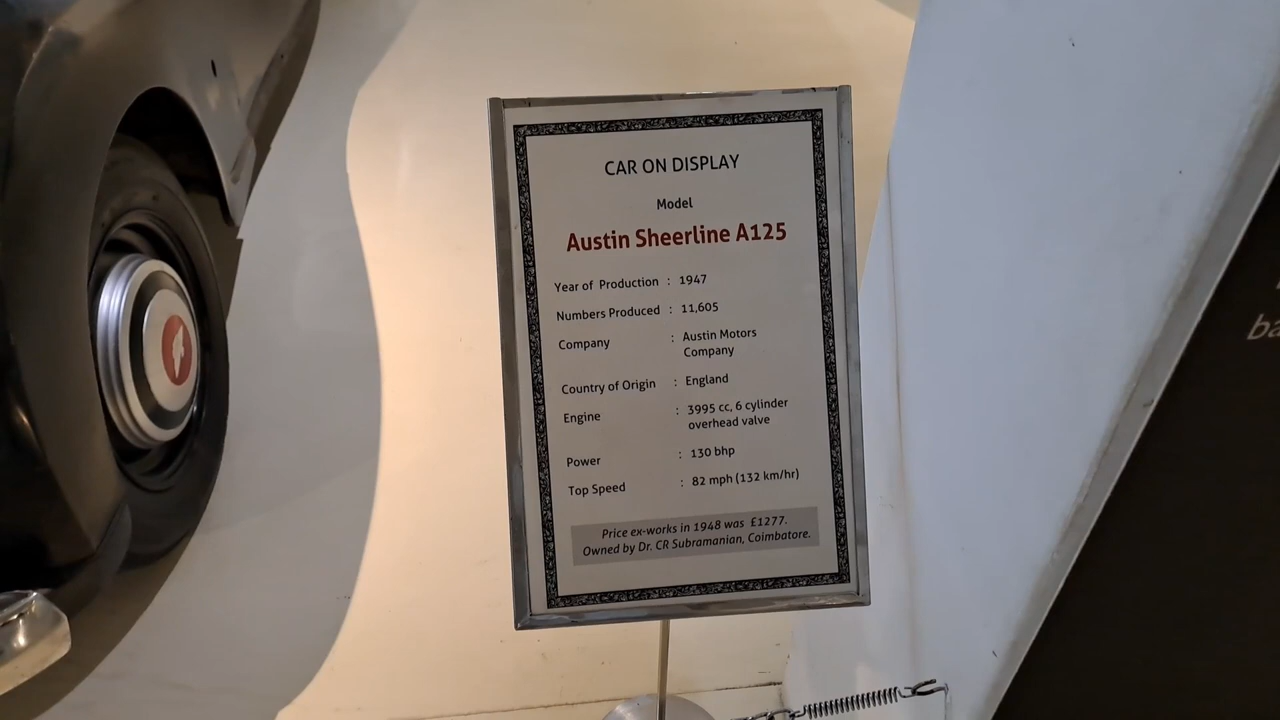 CAR ON DISPLAY
Model
Austin Sheerline A125
Year of Production : 1947
Numbers Produced : 11,605
Company : Austin Motors
Company
Country of Origin : England
Engine : 3995 cc, 6 cylinder
overhead valve
Power : 130 bhp
Top Speed : 82 mph (132 km/hr)
Price ex-works in 1948 was £1277.
Owned by Dr. CR Subramanian, Coimbatore.